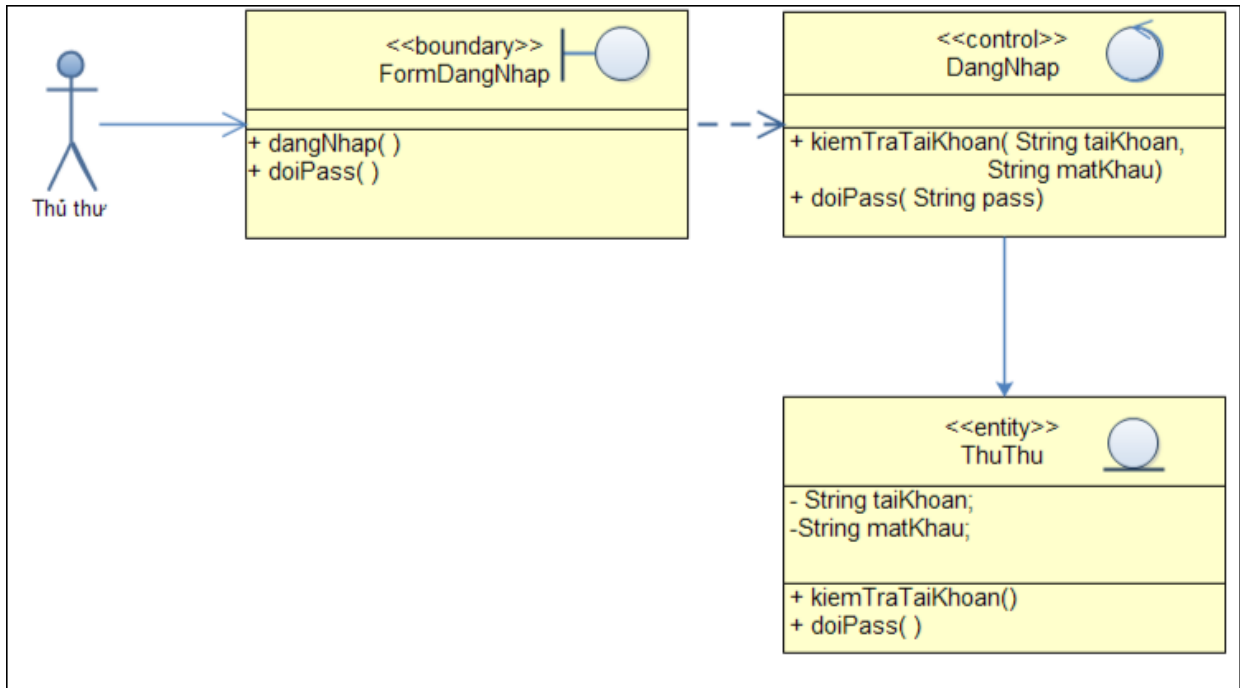 Thủ thư
<<boundary>>
FormDangNhap
+ dangNhap( )
+ doiPass( )
<<control>>
DangNhap
+ kiemTraTaiKhoan( String taiKhoan,
String matKhau)
+ doiPass( String pass)
<<entity>>
ThuThu
- String taiKhoan;
-String matKhau;
+ kiemTraTaiKhoan()
+ doiPass( )